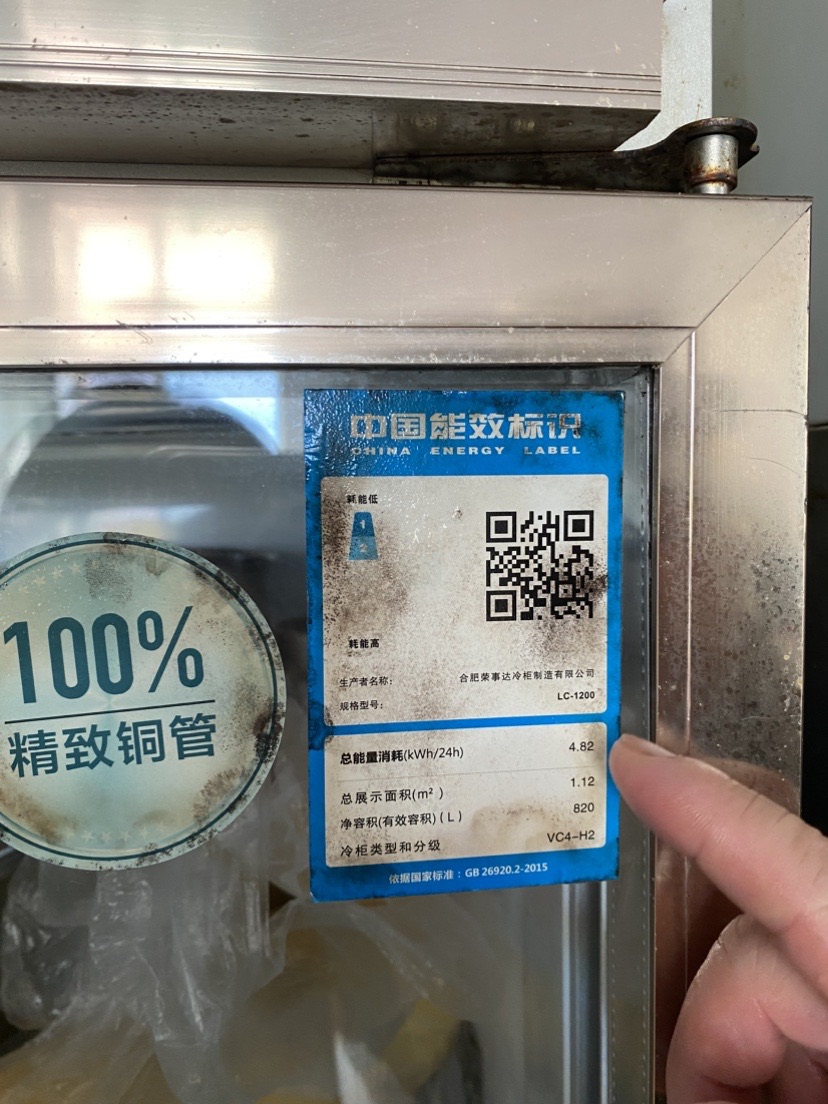 中国能效标识
CHINA ENERGY LABEL
耗能低
1
2
耗能高
生产者名称: 合肥荣事达冷柜制造有限公司
规格型号: LC-1200
总能量消耗(kWh/24h) 4.82
总展示面积(m²) 1.12
净容积(有效容积)(L) 820
冷柜类型和分级 VC4-H2
依据国家标准:GB 26920.2-2015
100%
精致铜管